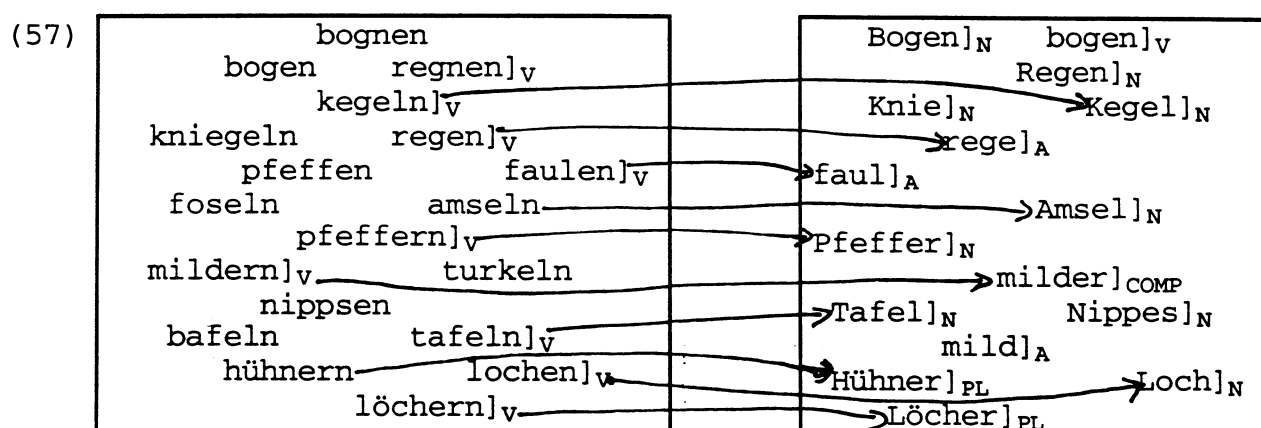 (57) bognen Bogen]N bogen]V
bogen regnen]V Regen]N
kegeln]V Knie]N Kegel]N
kniegeln regen]V rege]A
pfeffen faulen]V faul]A
foseln amseln Amsel]N
pfeffern]V Pfeffer]N
mildern]V turkeln milder]COMP
nippsen Tafel]N Nippes]N
bafeln tafeln]V mild]A
hühnern lochen]V Hühner]PL Loch]N
löchern]V Löcher]PL